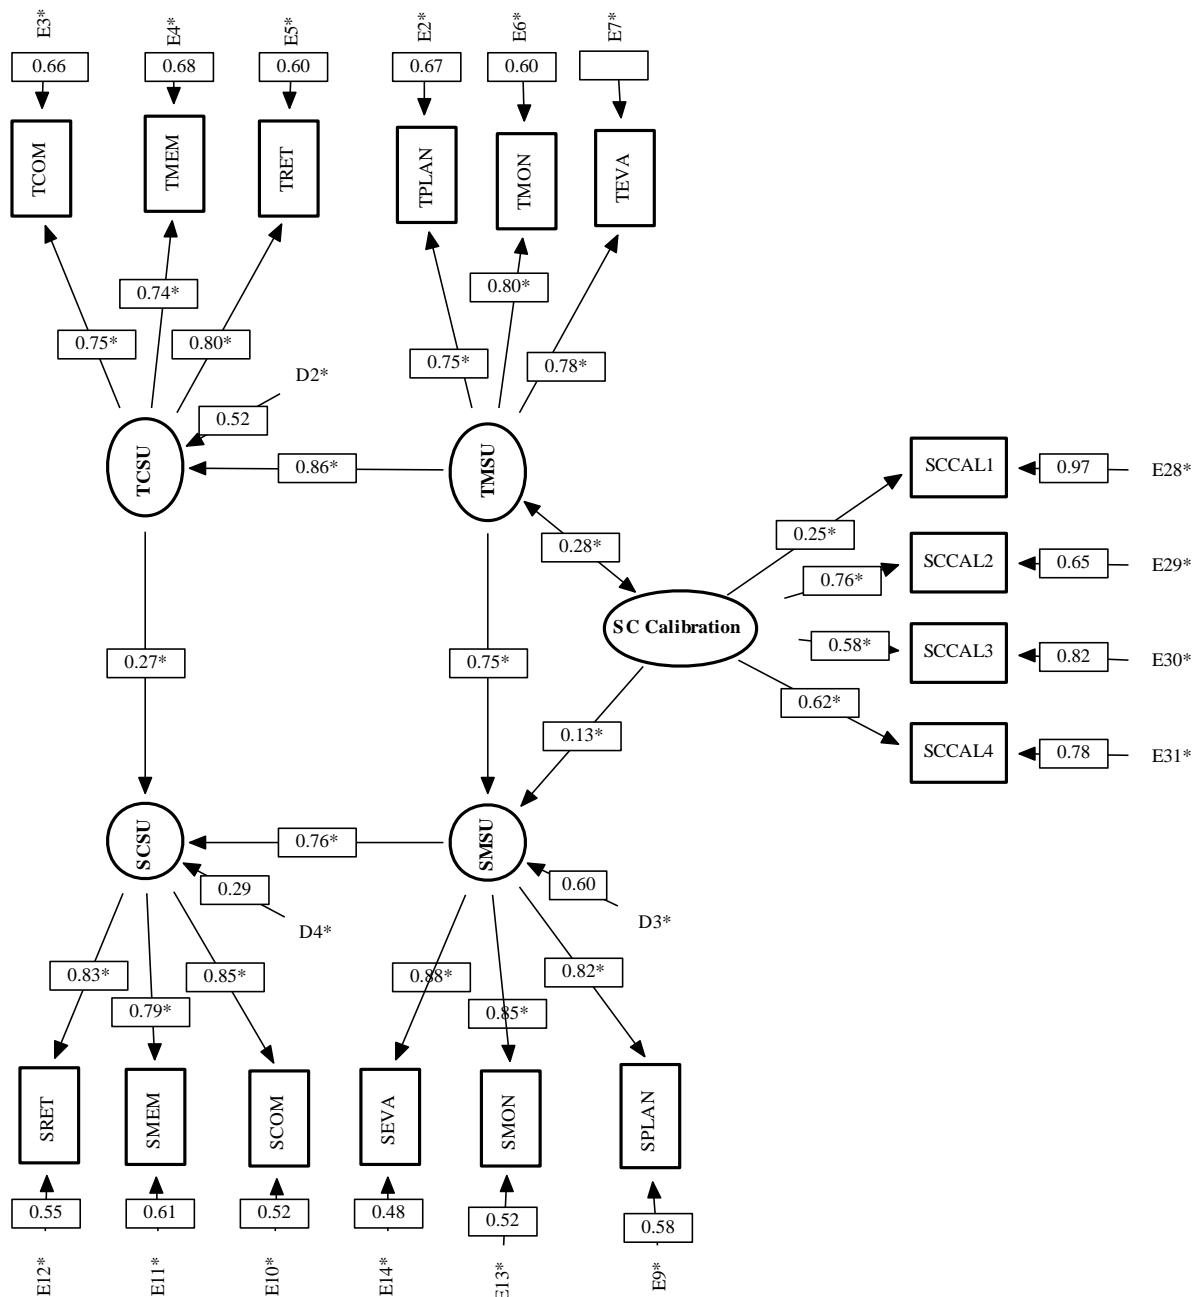 E3*
E4*
E5*
E2*
E6*
E7*
0.66
0.68
0.60
0.67
0.60
TCOM
TMEM
TRET
TPLAN
TMON
TEVA
0.74*
0.80*
0.75*
0.80*
0.75*
0.78*
D2*
0.52
TCSU
0.86*
TMSU
SCCAL1
0.97
E28*
0.25*
0.28*
SCCAL2
0.65
E29*
0.76*
SC Calibration
0.58*
SCCAL3
0.82
E30*
0.27*
0.75*
0.62*
0.13*
SCCAL4
0.78
E31*
SCSU
0.76*
SMSU
0.29
0.60
D4*
D3*
0.83*
0.85*
0.88*
0.82*
0.79*
0.85*
SRET
SMEM
SCOM
SEVA
SMON
SPLAN
0.55
0.61
0.52
0.48
0.52
0.58
E12*
E11*
E10*
E14*
E13*
E9*